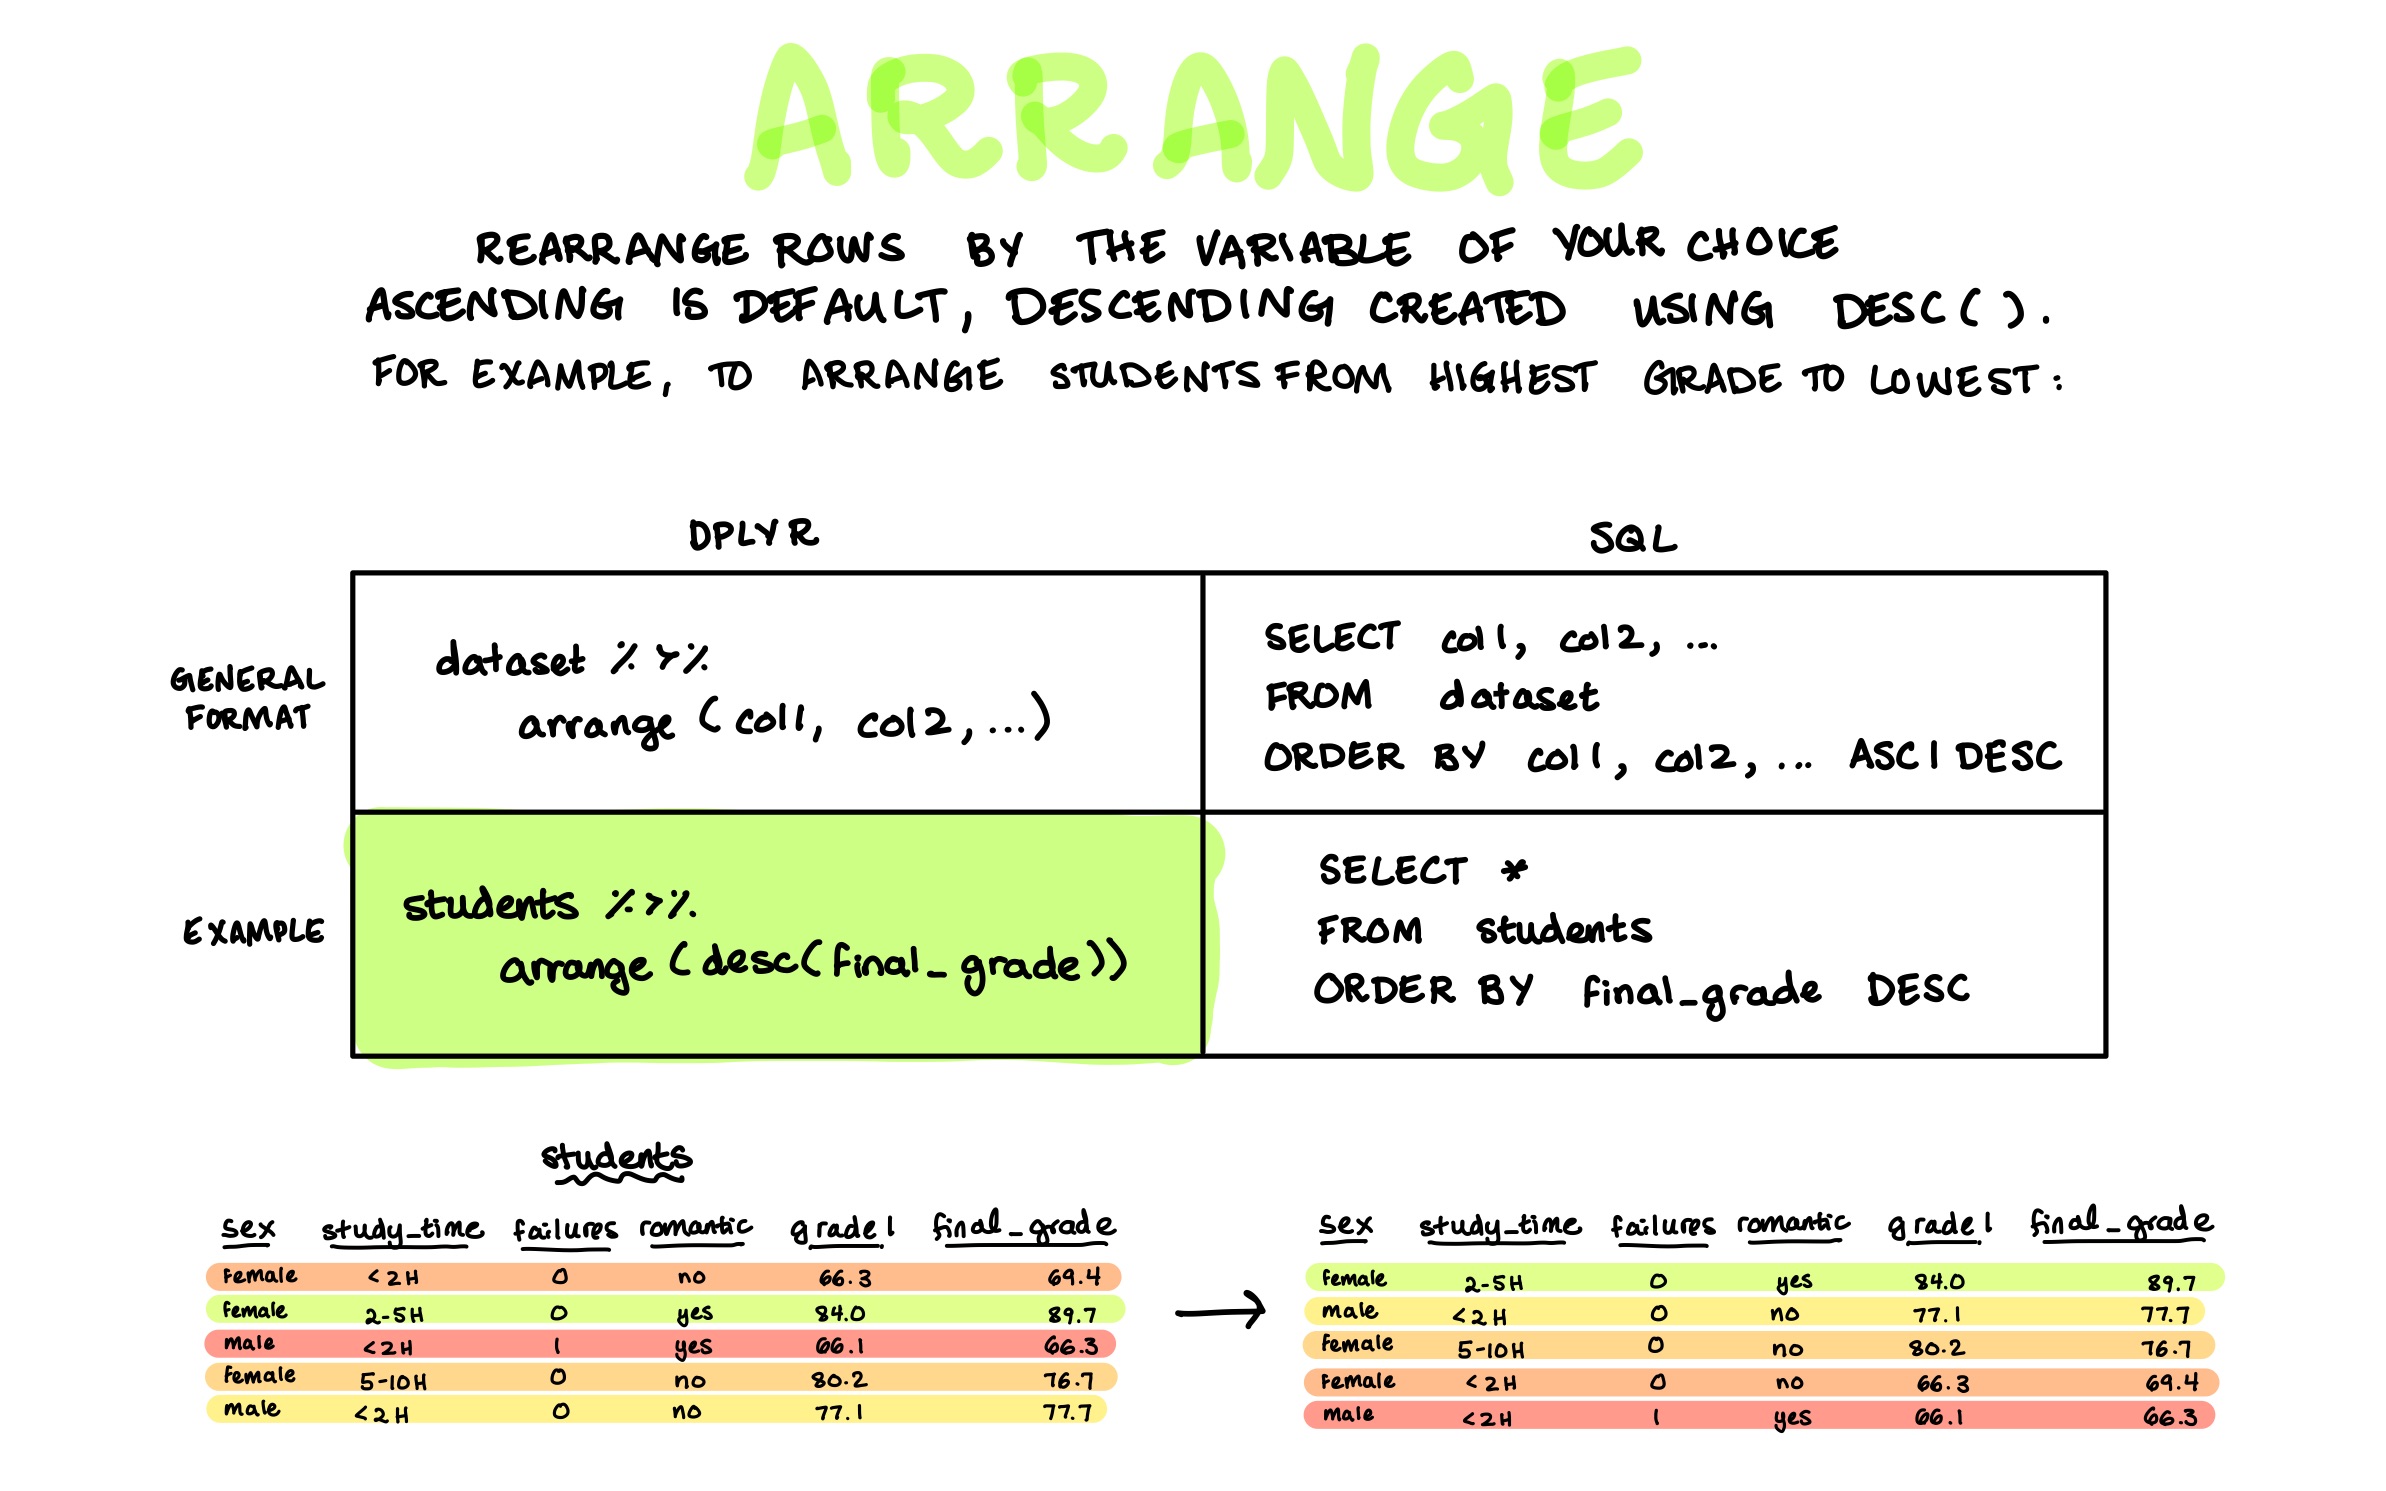 ARRANGE
REARRANGE ROWS BY THE VARIABLE OF YOUR CHOICE
ASCENDING IS DEFAULT, DESCENDING CREATED USING DESC().
FOR EXAMPLE, TO ARRANGE STUDENTS FROM HIGHEST GRADE TO LOWEST:
DPLYR SQL
GENERAL FORMAT
dataset %>%
arrange (col1, col2, ...)
SELECT col1, col2, ...
FROM dataset
ORDER BY col1, col2, ... ASC | DESC
EXAMPLE
students %>%
arrange (desc(final_grade))
SELECT *
FROM students
ORDER BY final_grade DESC
students
sex study_time failures romantic grade1 final_grade
Female <2H 0 no 66.3 69.4
Female 2-5H 0 yes 84.0 89.7
Male <2H 1 yes 66.1 66.3
Female 5-10H 0 no 80.2 76.7
Male <2H 0 no 77.1 77.7
sex study_time failures romantic grade1 final_grade
Female 2-5H 0 yes 84.0 89.7
Male <2H 0 no 77.1 77.7
Female 5-10H 0 no 80.2 76.7
Female <2H 0 no 66.3 69.4
Male <2H 1 yes 66.1 66.3